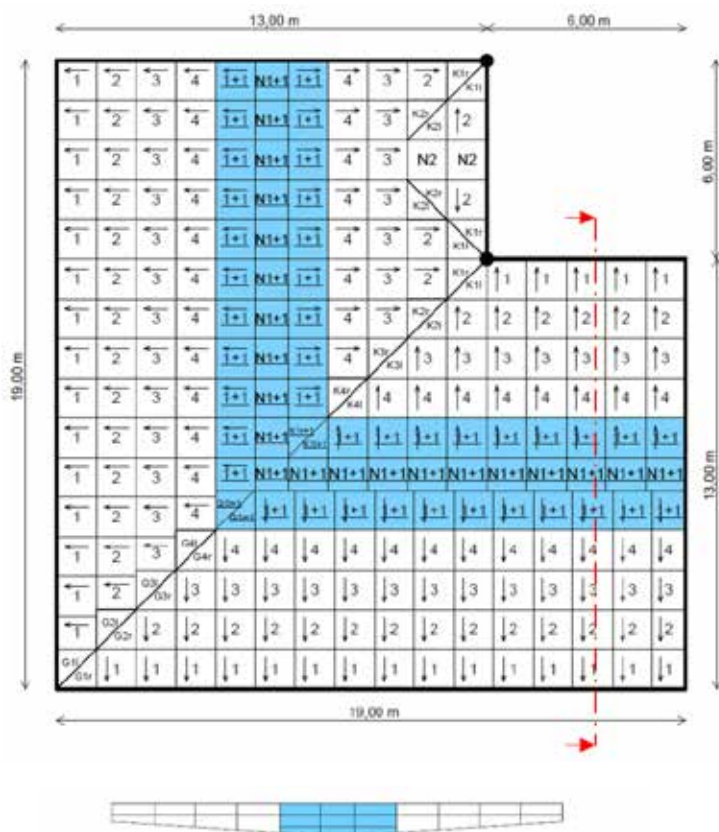 13,00 m 6,00 m
1 2 3 4 1+1 N1+1 1+1 4 3 2 K1r K1l
1 2 3 4 1+1 N1+1 1+1 4 3 K2r K2l 2
1 2 3 4 1+1 N1+1 1+1 4 3 N2 N2
1 2 3 4 1+1 N1+1 1+1 4 3 K2r K2l 2
1 2 3 4 1+1 N1+1 1+1 4 3 2 K1r K1l
6,00 m
1 2 3 4 1+1 N1+1 1+1 4 3 2 K1r K1l 1 1 1 1 1
1 2 3 4 1+1 N1+1 1+1 4 3 K2r K2l 2 2 2 2 2 2
1 2 3 4 1+1 N1+1 1+1 4 K3r K3l 3 3 3 3 3 3 3
19,00 m
1 2 3 4 1+1 N1+1 1+1 K4r K4l 4 4 4 4 4 4 4 4
1 2 3 4 1+1 N1+1 1+1 1+1 1+1 1+1 1+1 1+1 1+1 1+1 1+1
1 2 3 4 1+1 N1+1 N1+1 N1+1 N1+1 N1+1 N1+1 N1+1 N1+1 N1+1 N1+1 N1+1
13,00 m
1 2 3 4 1+1 1+1 1+1 1+1 1+1 1+1 1+1 1+1 1+1 1+1 1+1
1 2 3 G4l G4r 4 4 4 4 4 4 4 4 4 4 4 4
1 2 G3l G3r 3 3 3 3 3 3 3 3 3 3 3 3 3
1 G2l G2r 2 2 2 2 2 2 2 2 2 2 2 2 2 2
G1l G1r 1 1 1 1 1 1 1 1 1 1 1 1 1 1 1
19,00 m